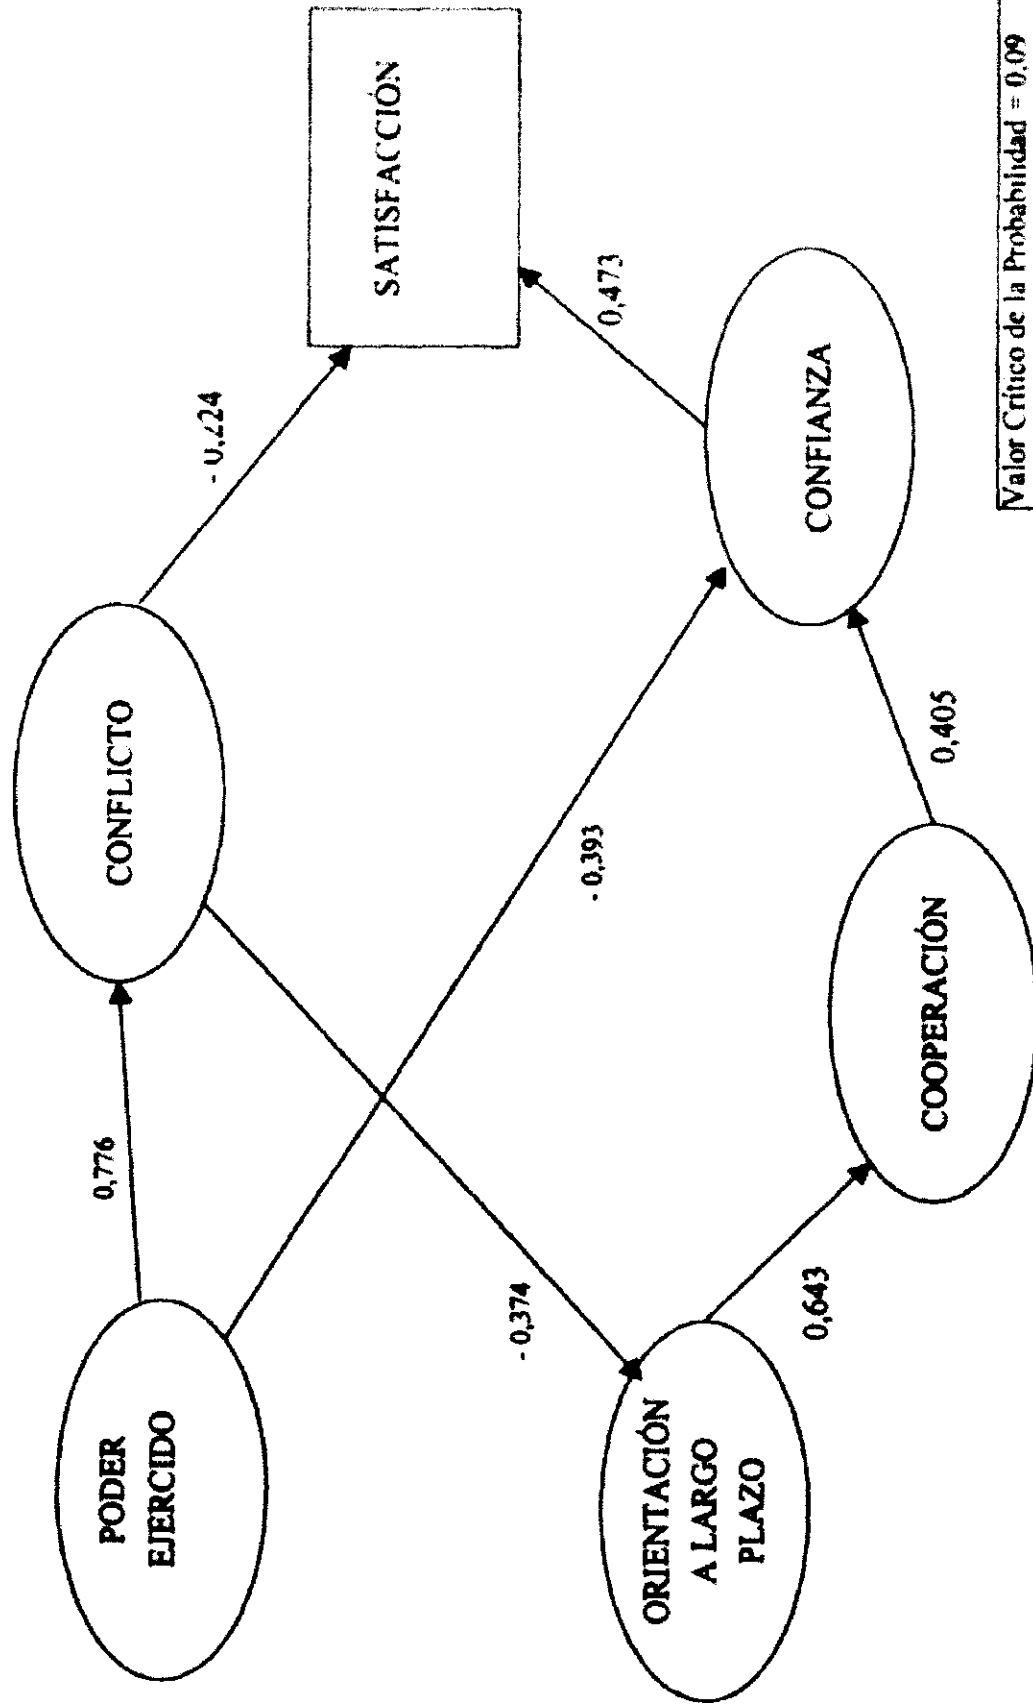 PODER
EJERCIDO
0,776
CONFLICTO
- 0,224
SATISFACCIÓN
- 0,374
- 0,393
0,473
ORIENTACIÓN
A LARGO
PLAZO
0,643
CONFIANZA
COOPERACIÓN
0,405
Valor Crítico de la Probabilidad = 0,09